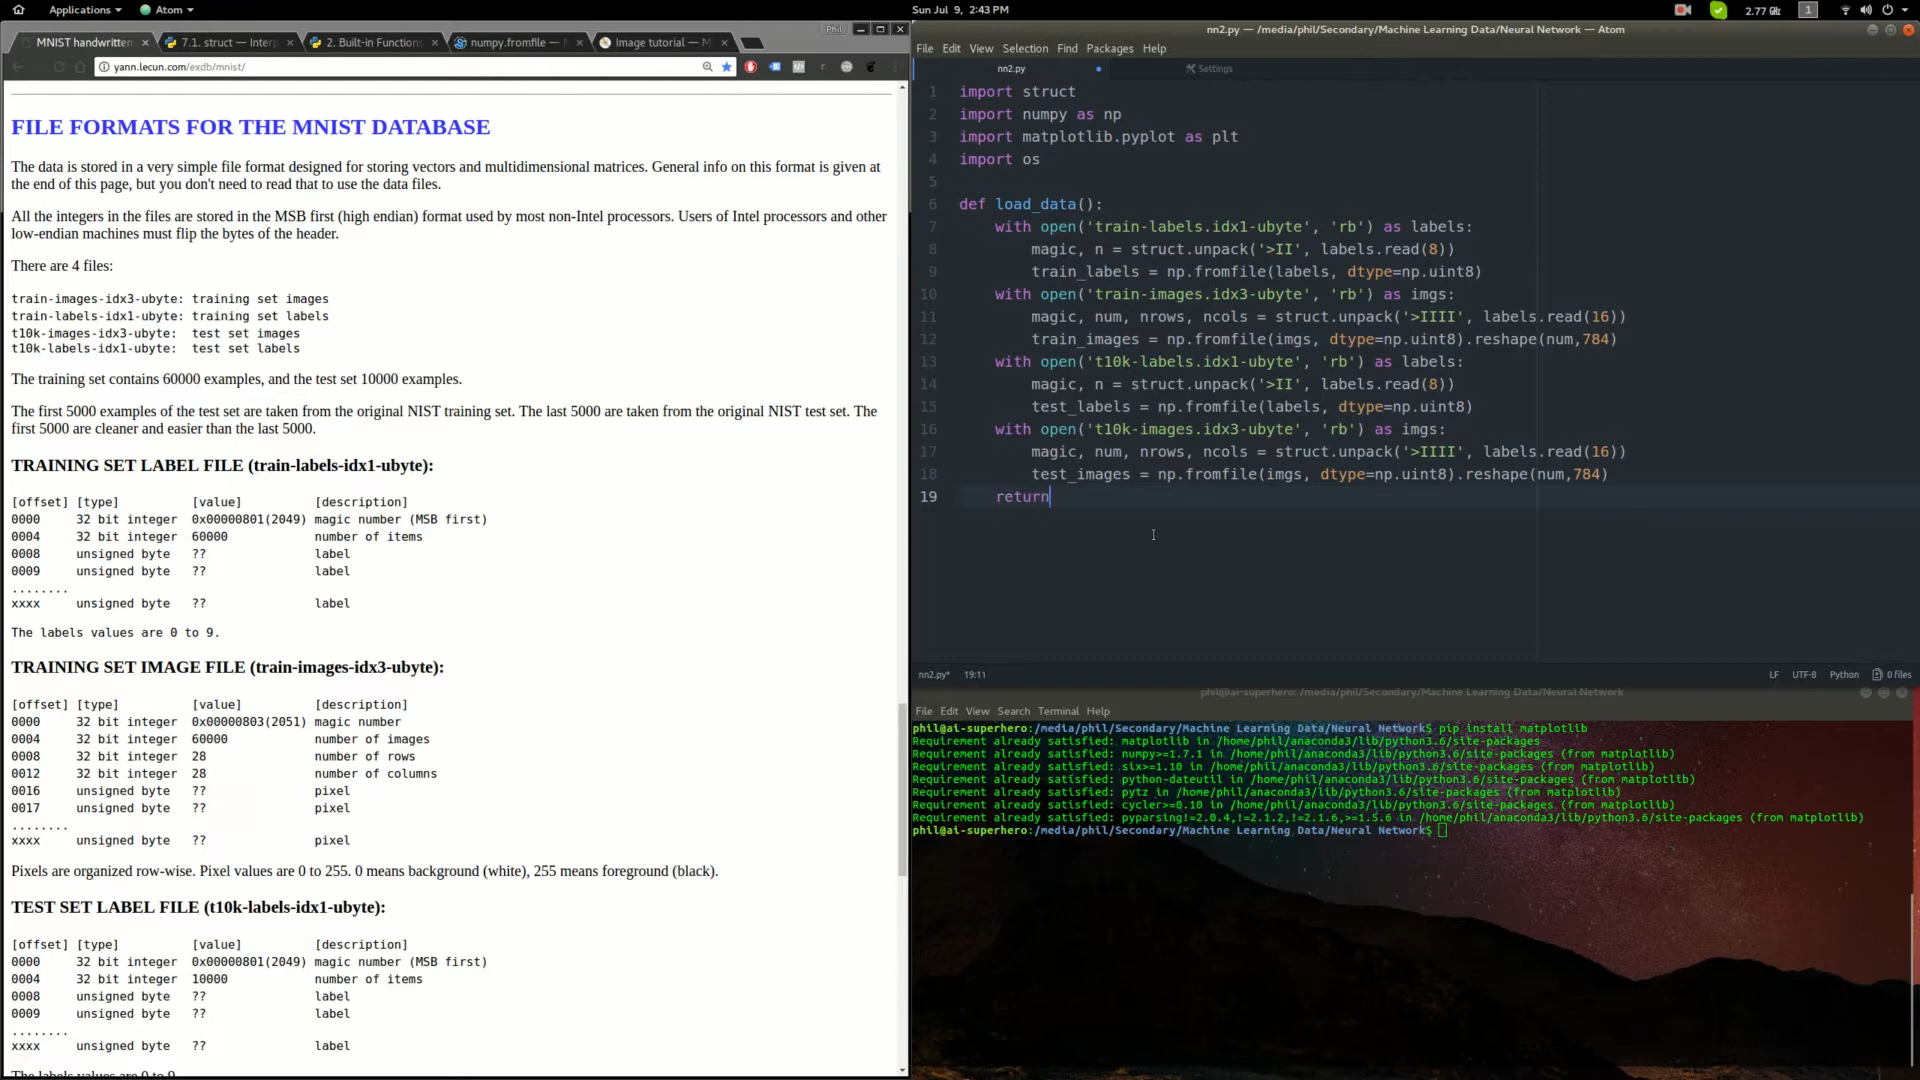 Applications
Atom
Sun Jul 9, 2:43 PM
2.77 GHz
1
Phil
MNIST handwritten
7.1. struct — Interp
2. Built-in Functions
numpy.fromfile —
Image tutorial — M
yann.lecun.com/exdb/mnist/
FILE FORMATS FOR THE MNIST DATABASE
The data is stored in a very simple file format designed for storing vectors and multidimensional matrices. General info on this format is given at
the end of this page, but you don't need to read that to use the data files.
All the integers in the files are stored in the MSB first (high endian) format used by most non-Intel processors. Users of Intel processors and other
low-endian machines must flip the bytes of the header.
There are 4 files:
train-images-idx3-ubyte: training set images
train-labels-idx1-ubyte: training set labels
t10k-images-idx3-ubyte: test set images
t10k-labels-idx1-ubyte: test set labels
The training set contains 60000 examples, and the test set 10000 examples.
The first 5000 examples of the test set are taken from the original NIST training set. The last 5000 are taken from the original NIST test set. The
first 5000 are cleaner and easier than the last 5000.
TRAINING SET LABEL FILE (train-labels-idx1-ubyte):
[offset] [type] [value] [description]
0000 32 bit integer 0x00000801(2049) magic number (MSB first)
0004 32 bit integer 60000 number of items
0008 unsigned byte ?? label
0009 unsigned byte ?? label
........
xxxx unsigned byte ?? label
The labels values are 0 to 9.
TRAINING SET IMAGE FILE (train-images-idx3-ubyte):
[offset] [type] [value] [description]
0000 32 bit integer 0x00000803(2051) magic number
0004 32 bit integer 60000 number of images
0008 32 bit integer 28 number of rows
0012 32 bit integer 28 number of columns
0016 unsigned byte ?? pixel
0017 unsigned byte ?? pixel
........
xxxx unsigned byte ?? pixel
Pixels are organized row-wise. Pixel values are 0 to 255. 0 means background (white), 255 means foreground (black).
TEST SET LABEL FILE (t10k-labels-idx1-ubyte):
[offset] [type] [value] [description]
0000 32 bit integer 0x00000801(2049) magic number (MSB first)
0004 32 bit integer 10000 number of items
0008 unsigned byte ?? label
0009 unsigned byte ?? label
........
xxxx unsigned byte ?? label
The labels values are 0 to 9.
nn2.py — /media/phil/Secondary/Machine Learning Data/Neural Network — Atom
File Edit View Selection Find Packages Help
nn2.py
Settings
1 import struct
2 import numpy as np
3 import matplotlib.pyplot as plt
4 import os
5
6 def load_data():
7 with open('train-labels.idx1-ubyte', 'rb') as labels:
8 magic, n = struct.unpack('>II', labels.read(8))
9 train_labels = np.fromfile(labels, dtype=np.uint8)
10 with open('train-images.idx3-ubyte', 'rb') as imgs:
11 magic, num, nrows, ncols = struct.unpack('>IIII', labels.read(16))
12 train_images = np.fromfile(imgs, dtype=np.uint8).reshape(num,784)
13 with open('t10k-labels.idx1-ubyte', 'rb') as labels:
14 magic, n = struct.unpack('>II', labels.read(8))
15 test_labels = np.fromfile(labels, dtype=np.uint8)
16 with open('t10k-images.idx3-ubyte', 'rb') as imgs:
17 magic, num, nrows, ncols = struct.unpack('>IIII', labels.read(16))
18 test_images = np.fromfile(imgs, dtype=np.uint8).reshape(num,784)
19 return
nn2.py* 19:11
LF UTF-8 Python 0 files
phil@ai-superhero: /media/phil/Secondary/Machine Learning Data/Neural Network
File Edit View Search Terminal Help
phil@ai-superhero:/media/phil/Secondary/Machine Learning Data/Neural Network$ pip install matplotlib
Requirement already satisfied: matplotlib in /home/phil/anaconda3/lib/python3.6/site-packages
Requirement already satisfied: numpy>=1.7.1 in /home/phil/anaconda3/lib/python3.6/site-packages (from matplotlib)
Requirement already satisfied: six>=1.10 in /home/phil/anaconda3/lib/python3.6/site-packages (from matplotlib)
Requirement already satisfied: python-dateutil in /home/phil/anaconda3/lib/python3.6/site-packages (from matplotlib)
Requirement already satisfied: pytz in /home/phil/anaconda3/lib/python3.6/site-packages (from matplotlib)
Requirement already satisfied: cycler>=0.10 in /home/phil/anaconda3/lib/python3.6/site-packages (from matplotlib)
Requirement already satisfied: pyparsing!=2.0.4,!=2.1.2,!=2.1.6,>=1.5.6 in /home/phil/anaconda3/lib/python3.6/site-packages (from matplotlib)
phil@ai-superhero:/media/phil/Secondary/Machine Learning Data/Neural Network$